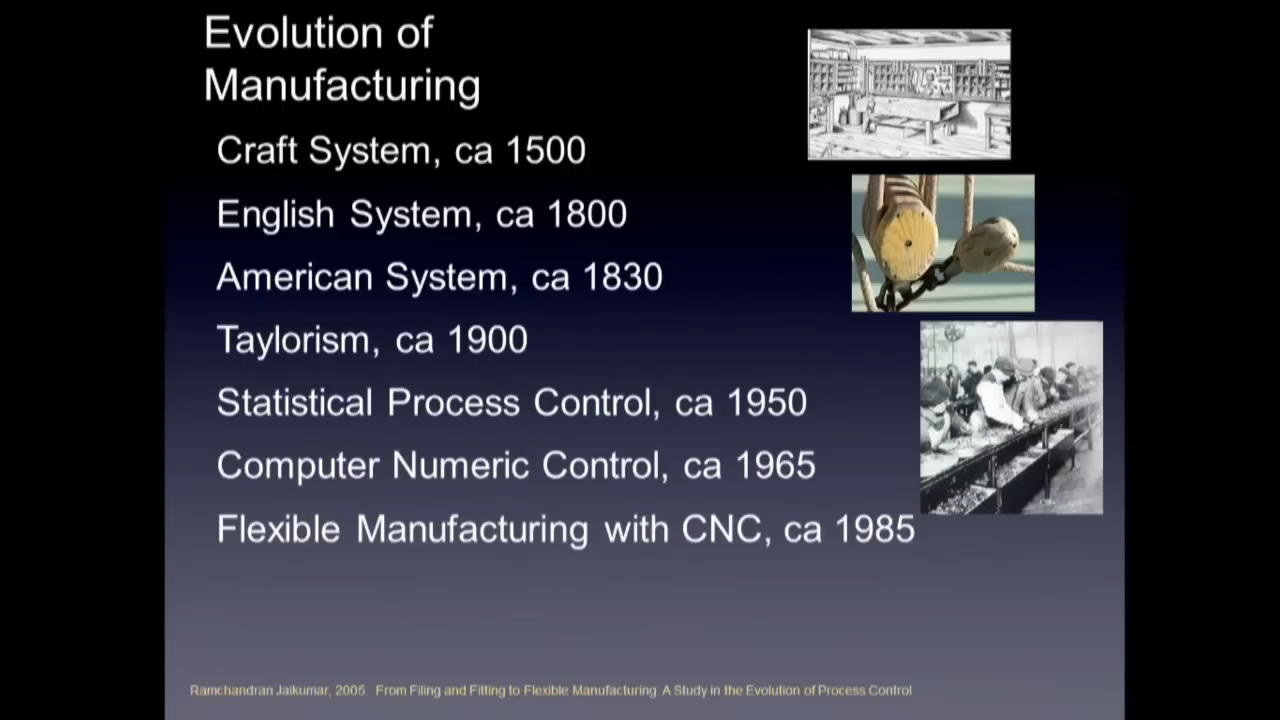 Evolution of
Manufacturing
Craft System, ca 1500
English System, ca 1800
American System, ca 1830
Taylorism, ca 1900
Statistical Process Control, ca 1950
Computer Numeric Control, ca 1965
Flexible Manufacturing with CNC, ca 1985
Ramchandran Jaikumar, 2005. From Filing and Fitting to Flexible Manufacturing: A Study in the Evolution of Process Control